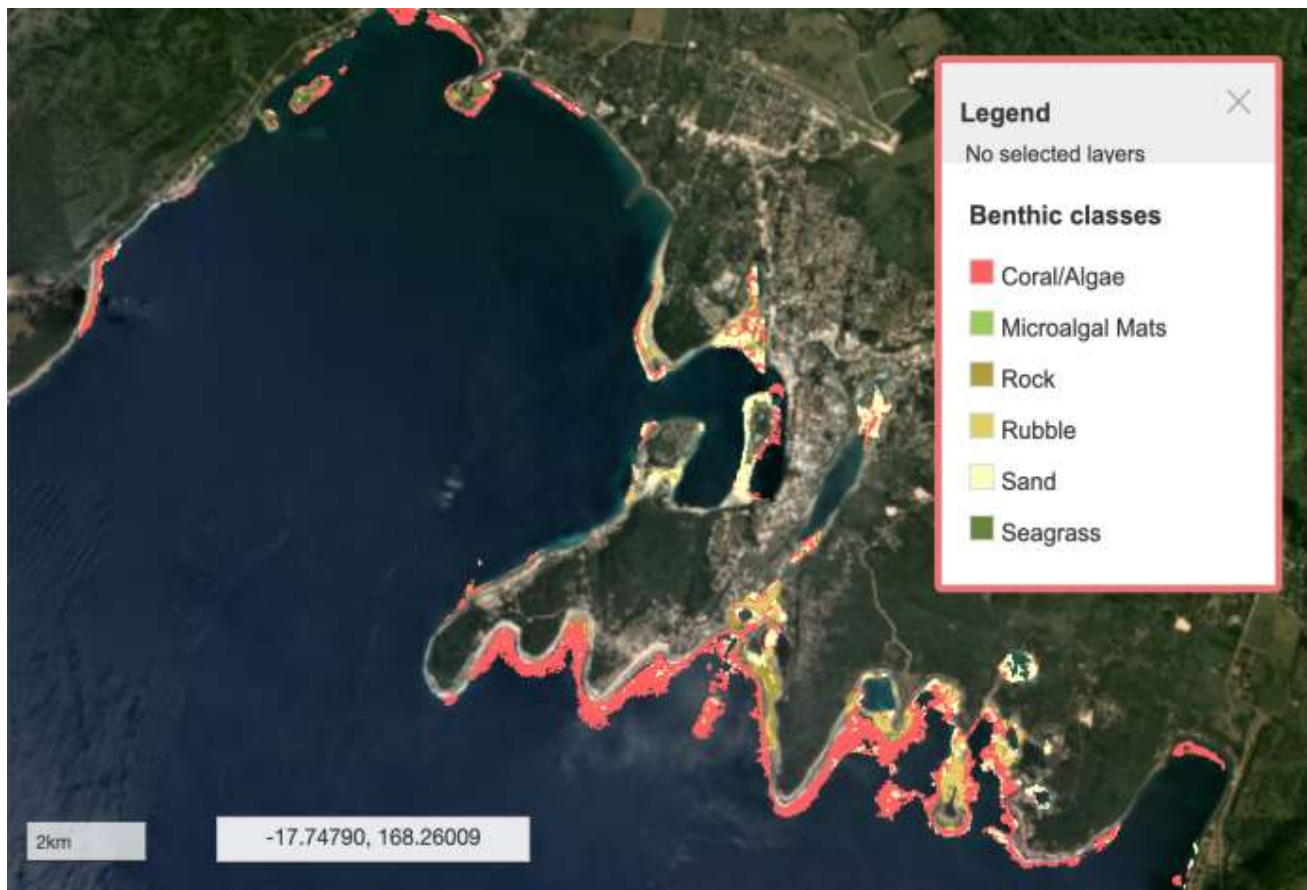 Legend
No selected layers
Benthic classes
Coral/Algae
Microalgal Mats
Rock
Rubble
Sand
Seagrass
2km
-17.74790, 168.26009